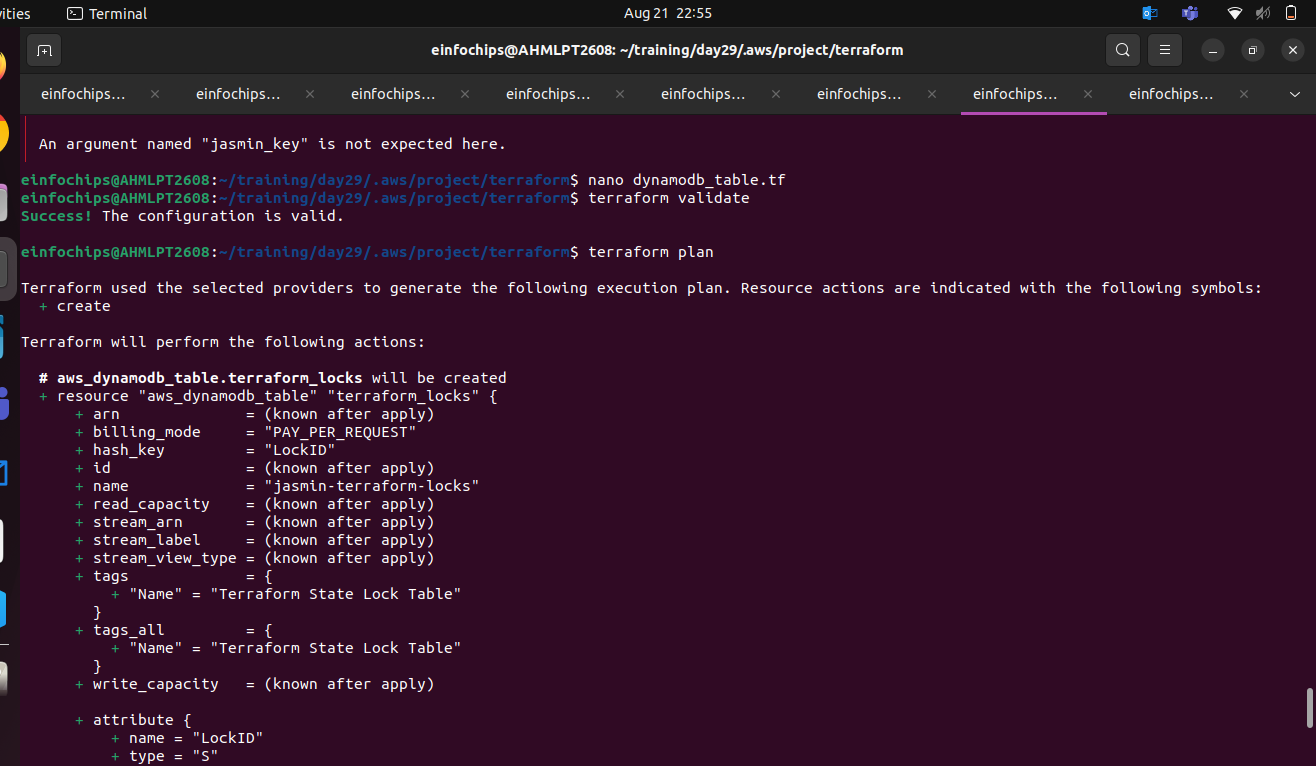 ities Terminal Aug 21 22:55
einfochips@AHMLPT2608: ~/training/day29/.aws/project/terraform
einfochips... einfochips... einfochips... einfochips... einfochips... einfochips... einfochips... einfochips...
An argument named "jasmin_key" is not expected here.
einfochips@AHMLPT2608:~/training/day29/.aws/project/terraform$ nano dynamodb_table.tf
einfochips@AHMLPT2608:~/training/day29/.aws/project/terraform$ terraform validate
Success! The configuration is valid.
einfochips@AHMLPT2608:~/training/day29/.aws/project/terraform$ terraform plan
Terraform used the selected providers to generate the following execution plan. Resource actions are indicated with the following symbols:
+ create
Terraform will perform the following actions:
# aws_dynamodb_table.terraform_locks will be created
+ resource "aws_dynamodb_table" "terraform_locks" {
+ arn = (known after apply)
+ billing_mode = "PAY_PER_REQUEST"
+ hash_key = "LockID"
+ id = (known after apply)
+ name = "jasmin-terraform-locks"
+ read_capacity = (known after apply)
+ stream_arn = (known after apply)
+ stream_label = (known after apply)
+ stream_view_type = (known after apply)
+ tags = {
+ "Name" = "Terraform State Lock Table"
}
+ tags_all = {
+ "Name" = "Terraform State Lock Table"
}
+ write_capacity = (known after apply)
+ attribute {
+ name = "LockID"
+ type = "S"